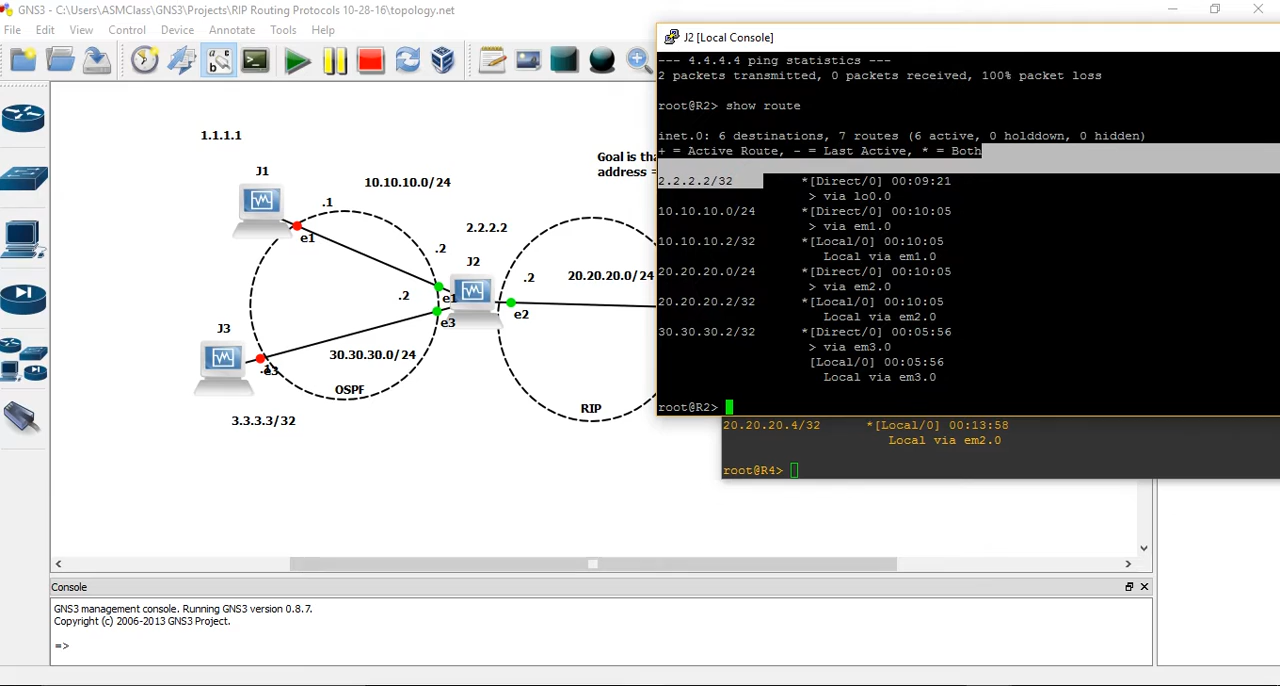 GNS3 - C:\Users\ASMClass\GNS3\Projects\RIP Routing Protocols 10-28-16\topology.net
File Edit View Control Device Annotate Tools Help
1.1.1.1
J1
10.10.10.0/24
.1
e1
2.2.2.2
.2
J2
.2
.2
e1
e3
e2
20.20.20.0/24
Goal is tha
address =
J3
.1
e3
30.30.30.0/24
OSPF
RIP
3.3.3.3/32
J2 [Local Console]
--- 4.4.4.4 ping statistics ---
2 packets transmitted, 0 packets received, 100% packet loss
root@R2> show route
inet.0: 6 destinations, 7 routes (6 active, 0 holddown, 0 hidden)
+ = Active Route, - = Last Active, * = Both
2.2.2.2/32 *[Direct/0] 00:09:21
> via lo0.0
10.10.10.0/24 *[Direct/0] 00:10:05
> via em1.0
10.10.10.2/32 *[Local/0] 00:10:05
Local via em1.0
20.20.20.0/24 *[Direct/0] 00:10:05
> via em2.0
20.20.20.2/32 *[Local/0] 00:10:05
Local via em2.0
30.30.30.2/32 *[Direct/0] 00:05:56
> via em3.0
[Local/0] 00:05:56
Local via em3.0
root@R2>
20.20.20.4/32 *[Local/0] 00:13:58
Local via em2.0
root@R4>
Console
GNS3 management console. Running GNS3 version 0.8.7.
Copyright (c) 2006-2013 GNS3 Project.
=>